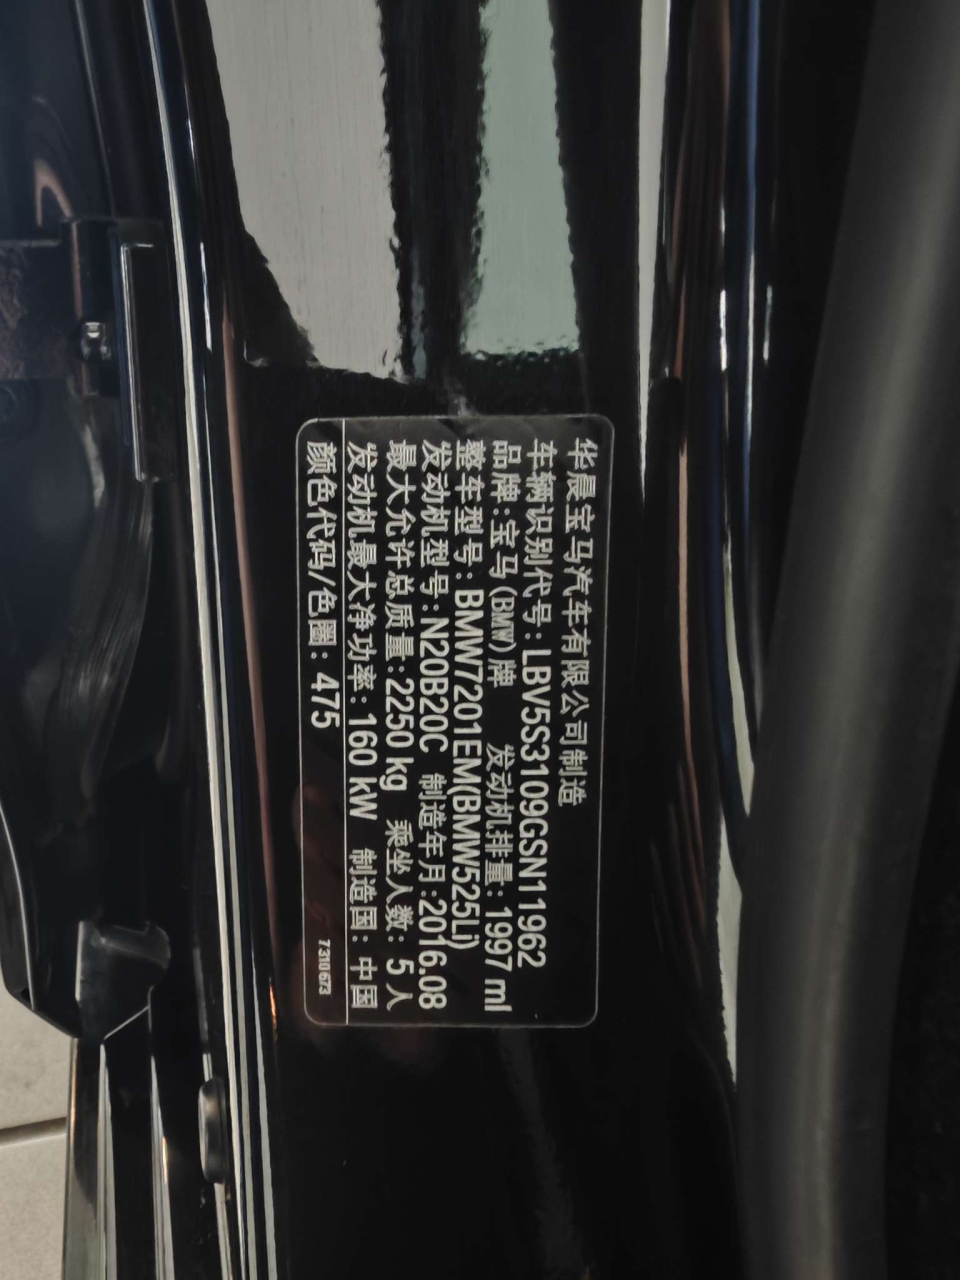 华晨宝马汽车有限公司制造
车辆识别代号:LBV5S3109GSN11962
品牌:宝马(BMW)牌 发动机排量:1997 ml
整车型号:BMW7201EM(BMW525Li)
发动机型号:N20B20C 制造年月:2016.08
最大允许总质量:2250 kg 乘坐人数:5人
发动机最大净功率:160 kW 制造国:中国
颜色代码/色圈:475 7310673